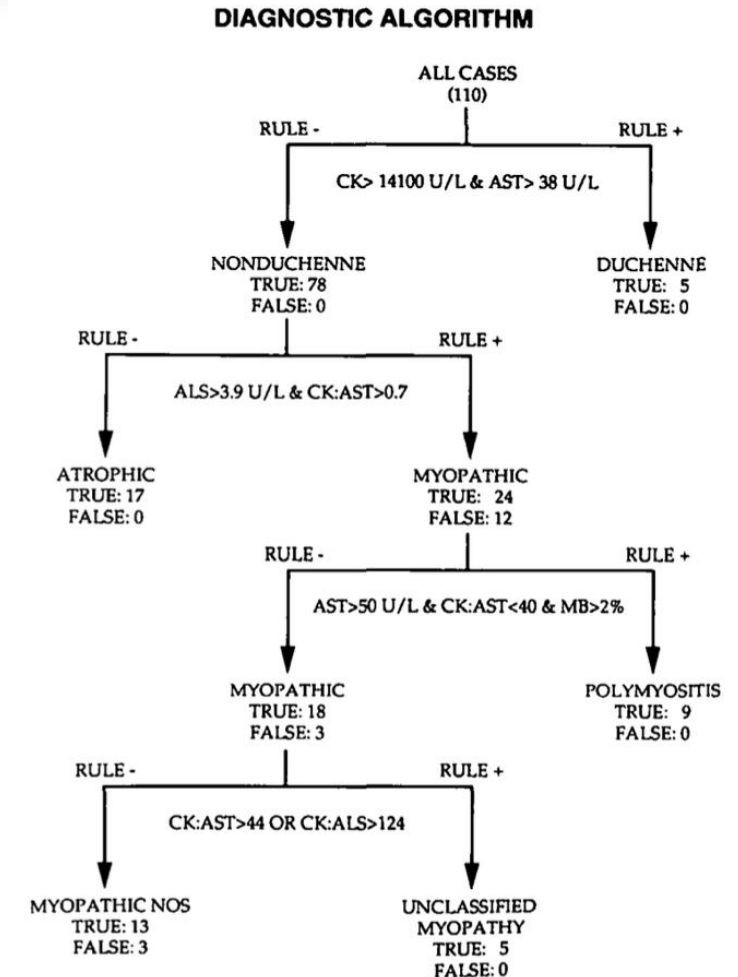 DIAGNOSTIC ALGORITHM
ALL CASES
(110)
RULE -
RULE +
CK> 14100 U/L & AST> 38 U/L
NONDUCHENNE
TRUE: 78
FALSE: 0
DUCHENNE
TRUE: 5
FALSE: 0
RULE -
RULE +
ALS>3.9 U/L & CK:AST>0.7
ATROPHIC
TRUE: 17
FALSE: 0
MYOPATHIC
TRUE: 24
FALSE: 12
RULE -
RULE +
AST>50 U/L & CK:AST<40 & MB>2%
MYOPATHIC
TRUE: 18
FALSE: 3
POLYMYOSITIS
TRUE: 9
FALSE: 0
RULE -
RULE +
CK:AST>44 OR CK:ALS>124
MYOPATHIC NOS
TRUE: 13
FALSE: 3
UNCLASSIFIED
MYOPATHY
TRUE: 5
FALSE: 0